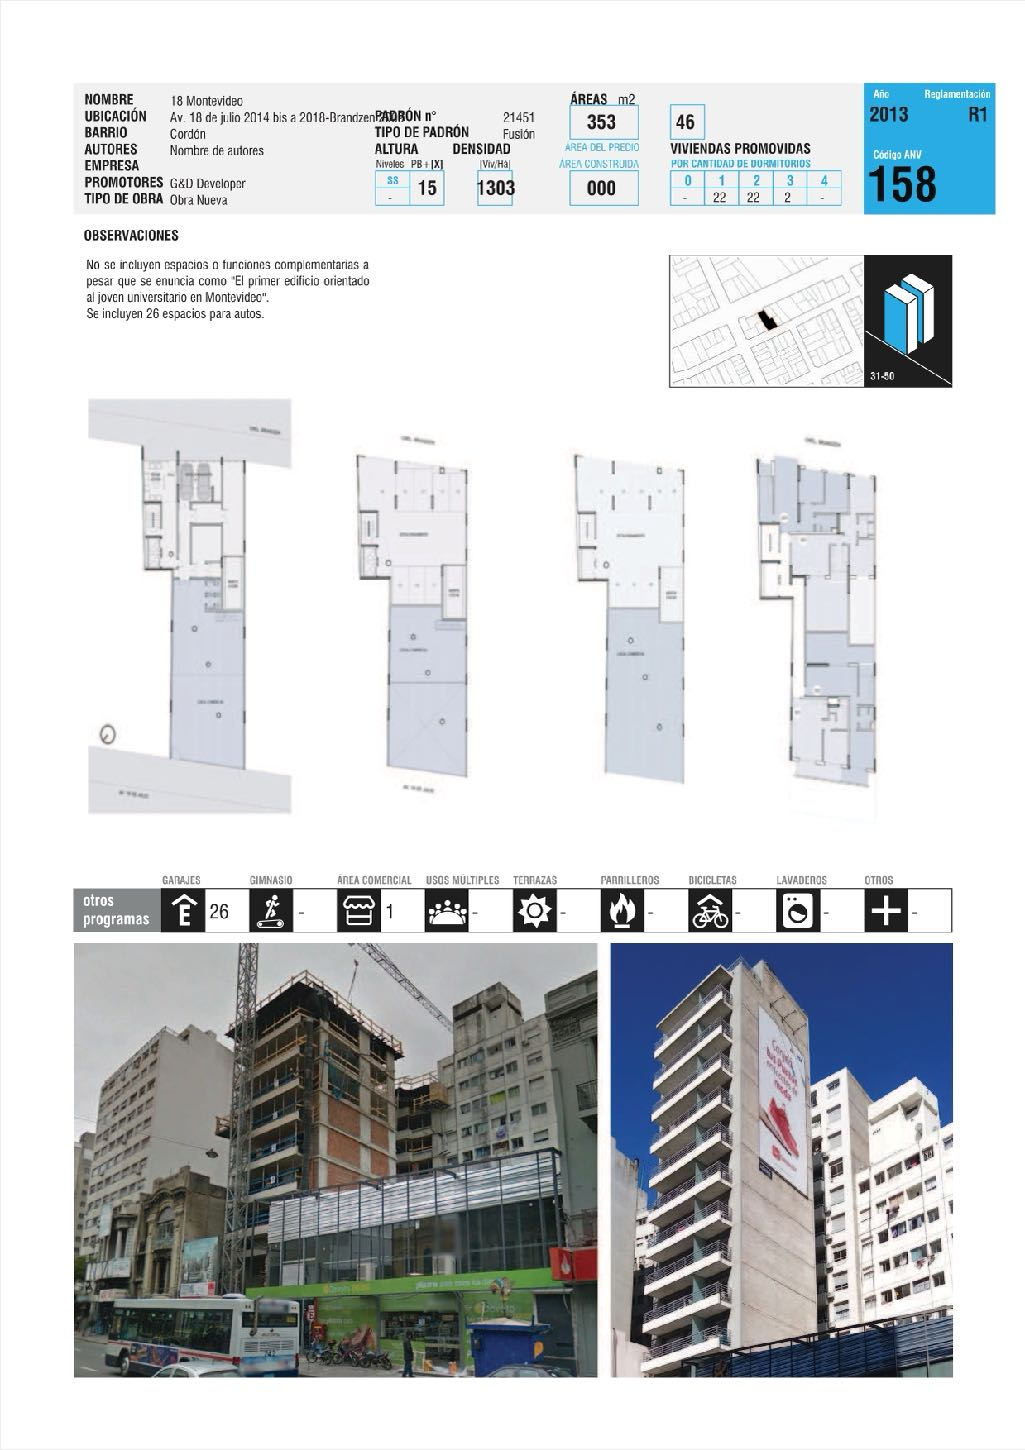 NOMBRE 18 Montevideo
UBICACIÓN Av. 18 de julio 2014 bis a 2018-Brandzen
BARRIO Cordón
AUTORES Nombre de autores
EMPRESA
PROMOTORES G&D Developer
TIPO DE OBRA Obra Nueva
PADRÓN n° 21451
TIPO DE PADRÓN Fusión
ALTURA DENSIDAD
Niveles PB+[X] [Viv/Há]
SS
- 15 1303
ÁREAS m2
353
ÁREA DEL PREDIO
ÁREA CONSTRUIDA
000
46
VIVIENDAS PROMOVIDAS
POR CANTIDAD DE DORMITORIOS
0 1 2 3 4
- 22 22 2 -
Año Reglamentación
2013 R1
Código ANV
158
OBSERVACIONES
No se incluyen espacios o funciones complementarias a
pesar que se enuncia como "El primer edificio orientado
al joven universitario en Montevideo".
Se incluyen 26 espacios para autos.
31-50
GARAJES GIMNASIO ÁREA COMERCIAL USOS MÚLTIPLES TERRAZAS PARRILLEROS BICICLETAS LAVADEROS OTROS
otros
programas
E 26 - 1 - - - - - -